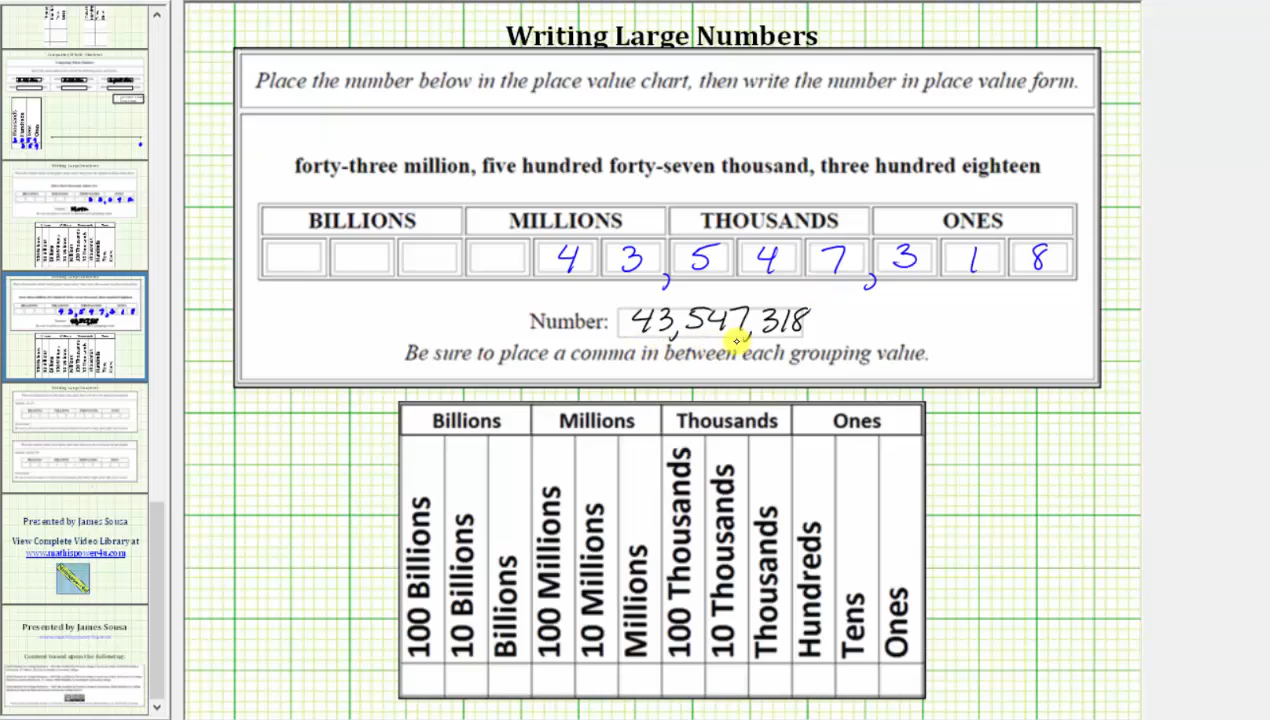 Writing Large Numbers
Place the number below in the place value chart, then write the number in place value form.
forty-three million, five hundred forty-seven thousand, three hundred eighteen
BILLIONS MILLIONS THOUSANDS ONES
4 3 , 5 4 7 , 3 1 8
Number: 43,547,318
Be sure to place a comma in between each grouping value.
Billions Millions Thousands Ones
100 Billions 10 Billions Billions 100 Millions 10 Millions Millions 100 Thousands 10 Thousands Thousands Hundreds Tens Ones
Presented by James Sousa
View Complete Video Library at
www.mathispower4u.com
Presented by James Sousa